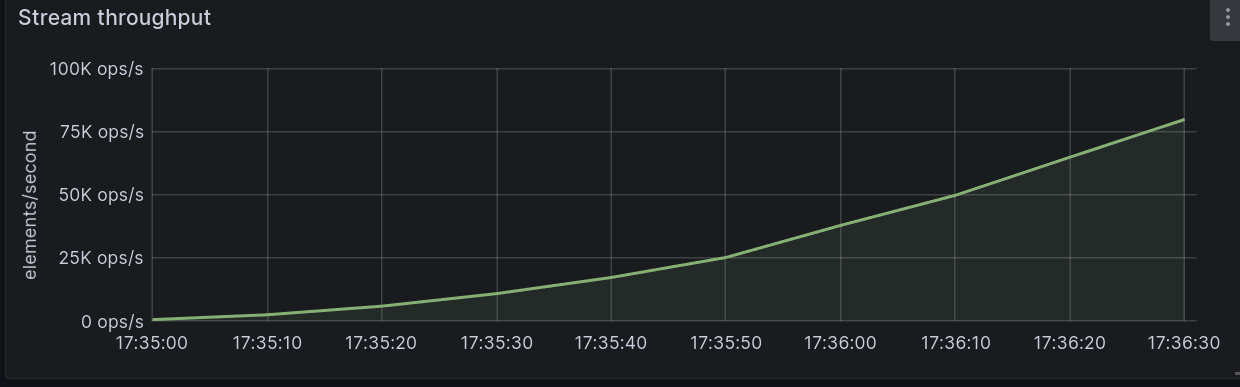 Stream throughput
100K ops/s
75K ops/s
50K ops/s
25K ops/s
0 ops/s
elements/second
17:35:00 17:35:10 17:35:20 17:35:30 17:35:40 17:35:50 17:36:00 17:36:10 17:36:20 17:36:30